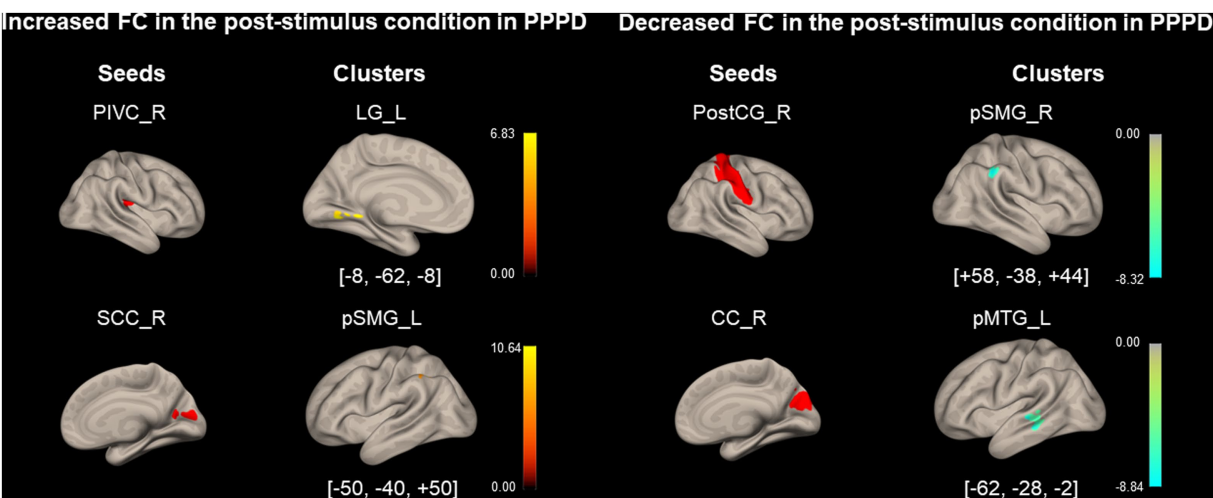 Increased FC in the post-stimulus condition in PPPD
Seeds
Clusters
PIVC_R
LG_L
6.83
0.00
[-8, -62, -8]
SCC_R
pSMG_L
10.64
0.00
[-50, -40, +50]
Decreased FC in the post-stimulus condition in PPPD
Seeds
Clusters
PostCG_R
pSMG_R
0.00
-8.32
[+58, -38, +44]
CC_R
pMTG_L
0.00
-8.84
[-62, -28, -2]